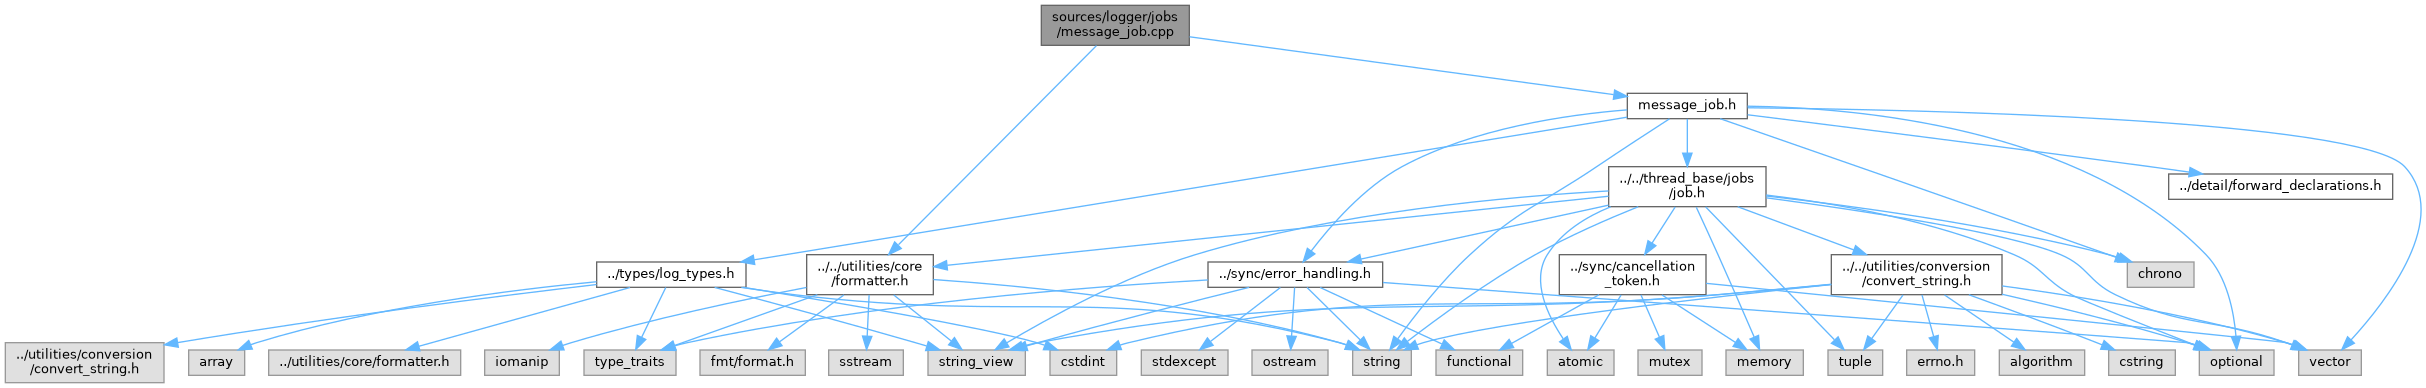 sources/logger/jobs
/message_job.cpp
message_job.h
../../thread_base/jobs
/job.h
../detail/forward_declarations.h
../types/log_types.h
../../utilities/core
/formatter.h
../sync/error_handling.h
../sync/cancellation
_token.h
../../utilities/conversion
/convert_string.h
chrono
../utilities/conversion
/convert_string.h
array
../utilities/core/formatter.h
iomanip
type_traits
fmt/format.h
sstream
string_view
cstdint
stdexcept
ostream
string
functional
atomic
mutex
memory
tuple
errno.h
algorithm
cstring
optional
vector